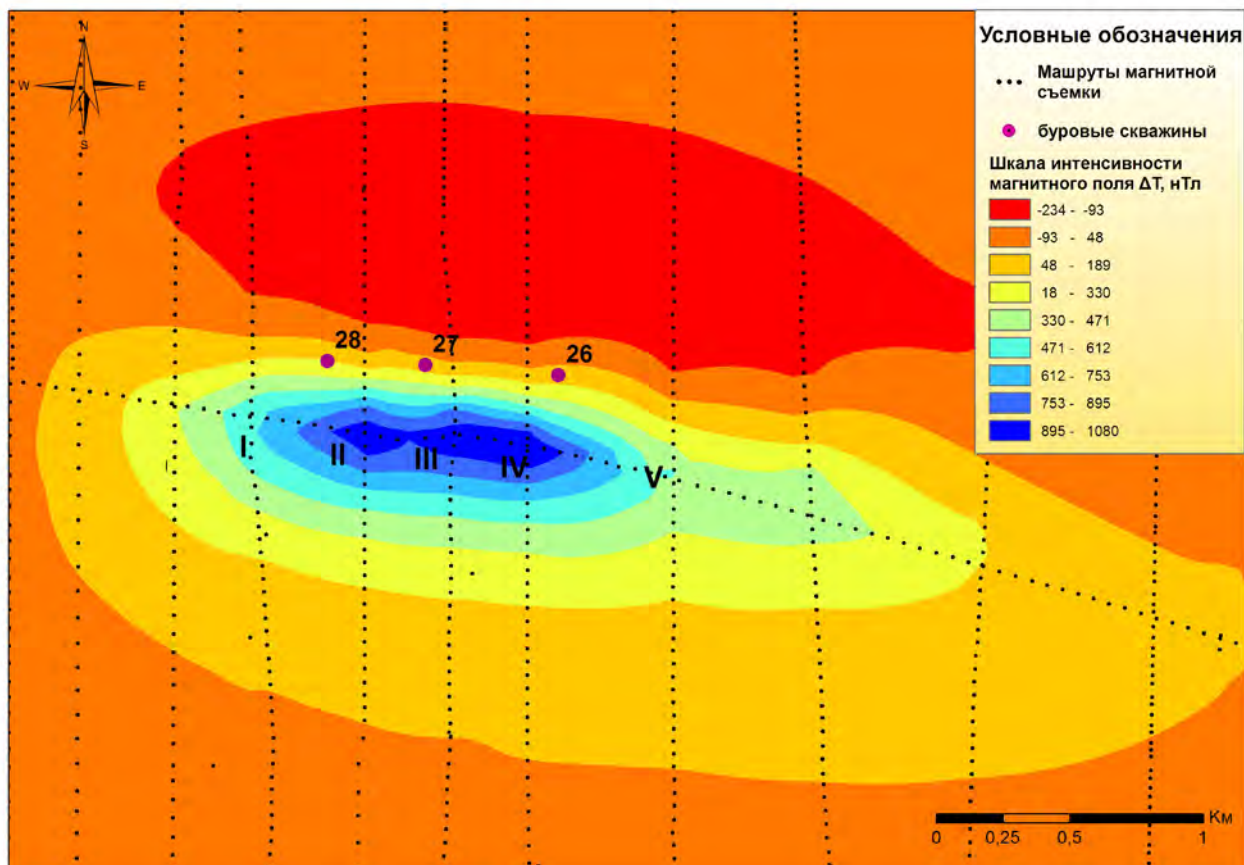 N
W E
S
Условные обозначения
Машруты магнитной
съемки
буровые скважины
Шкала интенсивности
магнитного поля ΔT, нТл
-234 - -93
-93 - 48
48 - 189
18 - 330
330 - 471
471 - 612
612 - 753
753 - 895
895 - 1080
28
27
26
I
II
III
IV
V
Км
0 0,25 0,5 1